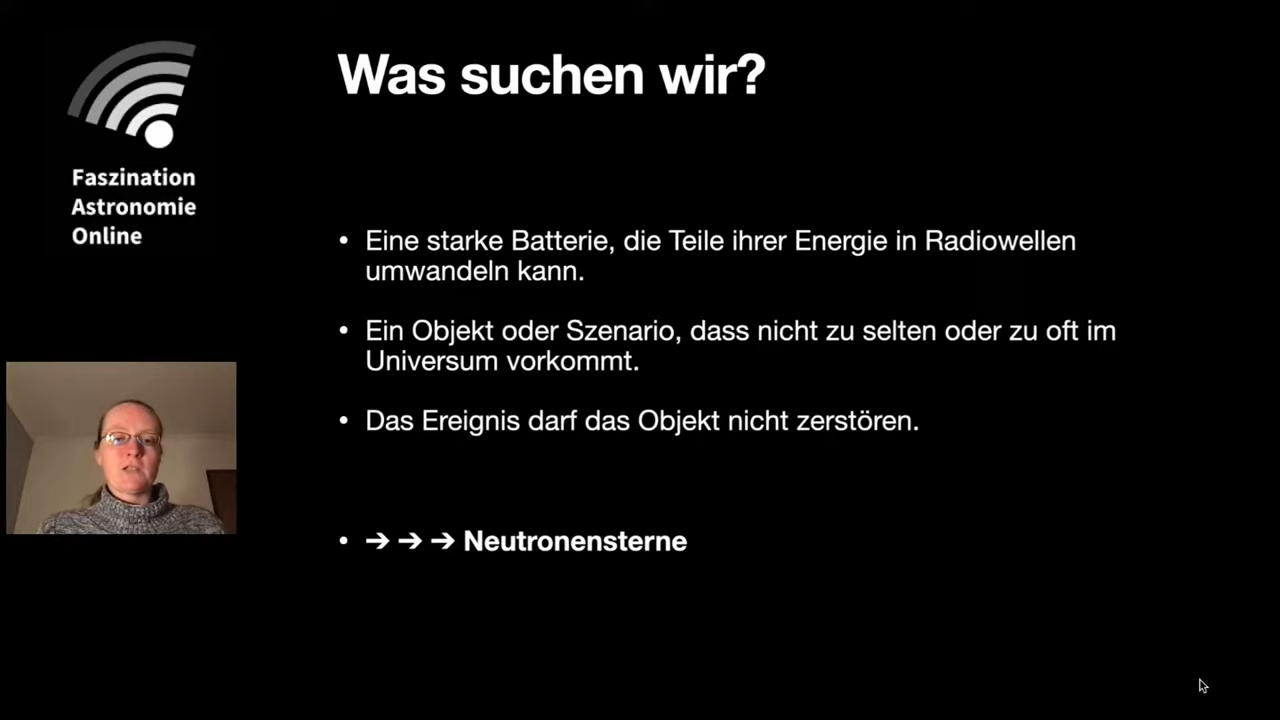 Was suchen wir?
Faszination
Astronomie
Online
• Eine starke Batterie, die Teile ihrer Energie in Radiowellen
umwandeln kann.
• Ein Objekt oder Szenario, dass nicht zu selten oder zu oft im
Universum vorkommt.
• Das Ereignis darf das Objekt nicht zerstören.
• ➔ ➔ ➔ Neutronensterne